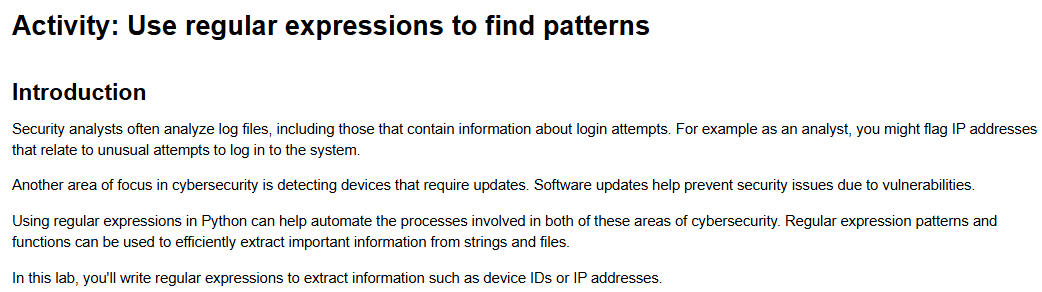 Activity: Use regular expressions to find patterns
Introduction
Security analysts often analyze log files, including those that contain information about login attempts. For example as an analyst, you might flag IP addresses
that relate to unusual attempts to log in to the system.
Another area of focus in cybersecurity is detecting devices that require updates. Software updates help prevent security issues due to vulnerabilities.
Using regular expressions in Python can help automate the processes involved in both of these areas of cybersecurity. Regular expression patterns and
functions can be used to efficiently extract important information from strings and files.
In this lab, you'll write regular expressions to extract information such as device IDs or IP addresses.